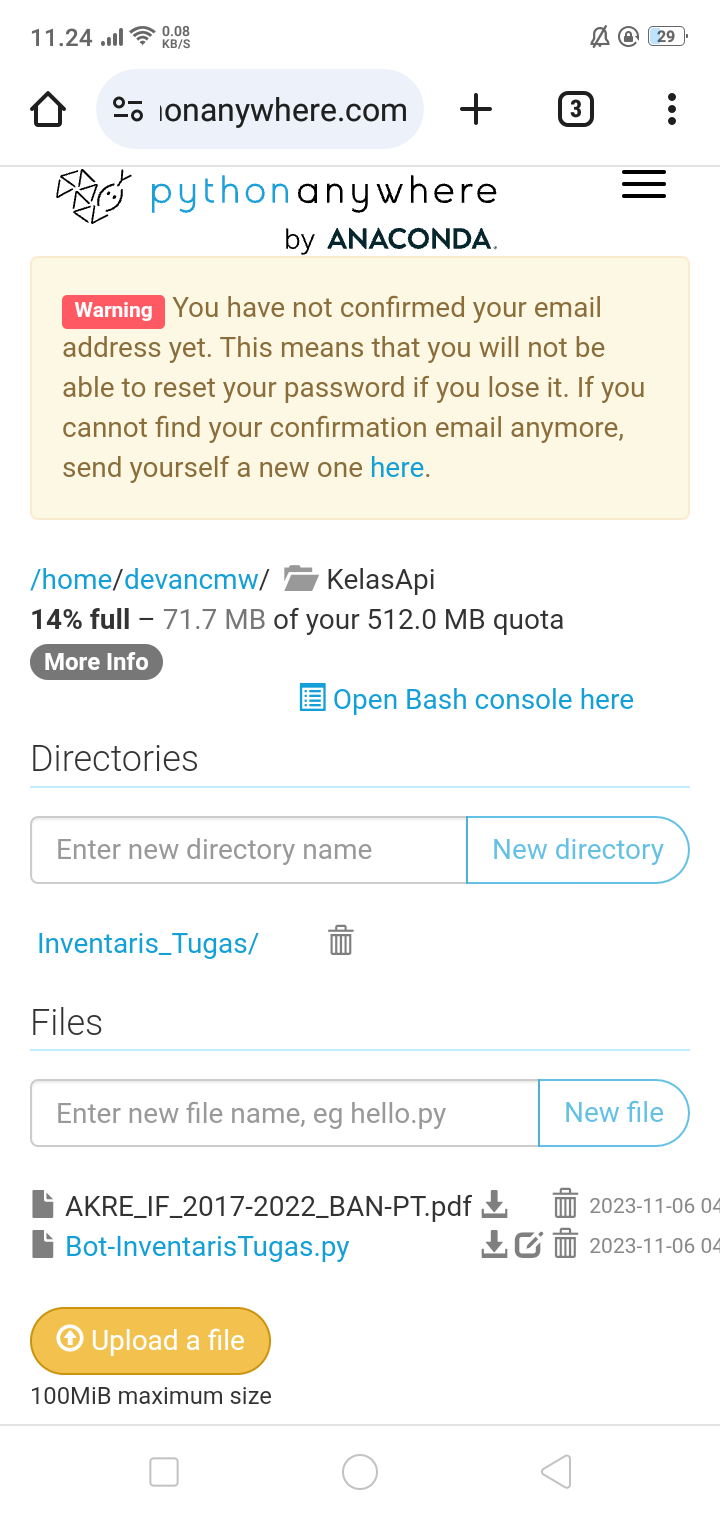 11.24 0.08 KB/S 29
onanywhere.com 3
pythonanywhere
by ANACONDA.
Warning You have not confirmed your email
address yet. This means that you will not be
able to reset your password if you lose it. If you
cannot find your confirmation email anymore,
send yourself a new one here.
/home/devancmw/ KelasApi
14% full – 71.7 MB of your 512.0 MB quota
More Info
Open Bash console here
Directories
Enter new directory name New directory
Inventaris_Tugas/
Files
Enter new file name, eg hello.py New file
AKRE_IF_2017-2022_BAN-PT.pdf 2023-11-06 04
Bot-InventarisTugas.py 2023-11-06 04
Upload a file
100MiB maximum size